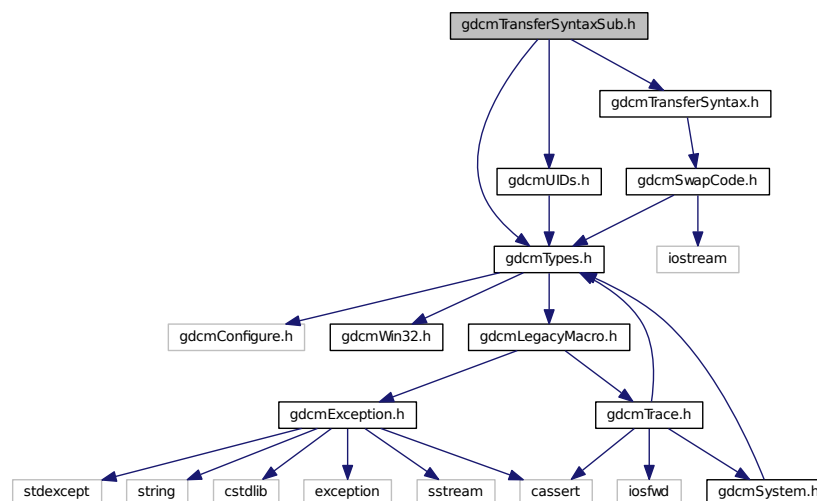 gdcmTransferSyntaxSub.h
gdcmTransferSyntax.h
gdcmUIDs.h
gdcmSwapCode.h
gdcmTypes.h
iostream
gdcmConfigure.h
gdcmWin32.h
gdcmLegacyMacro.h
gdcmException.h
gdcmTrace.h
stdexcept
string
cstdlib
exception
sstream
cassert
iosfwd
gdcmSystem.h